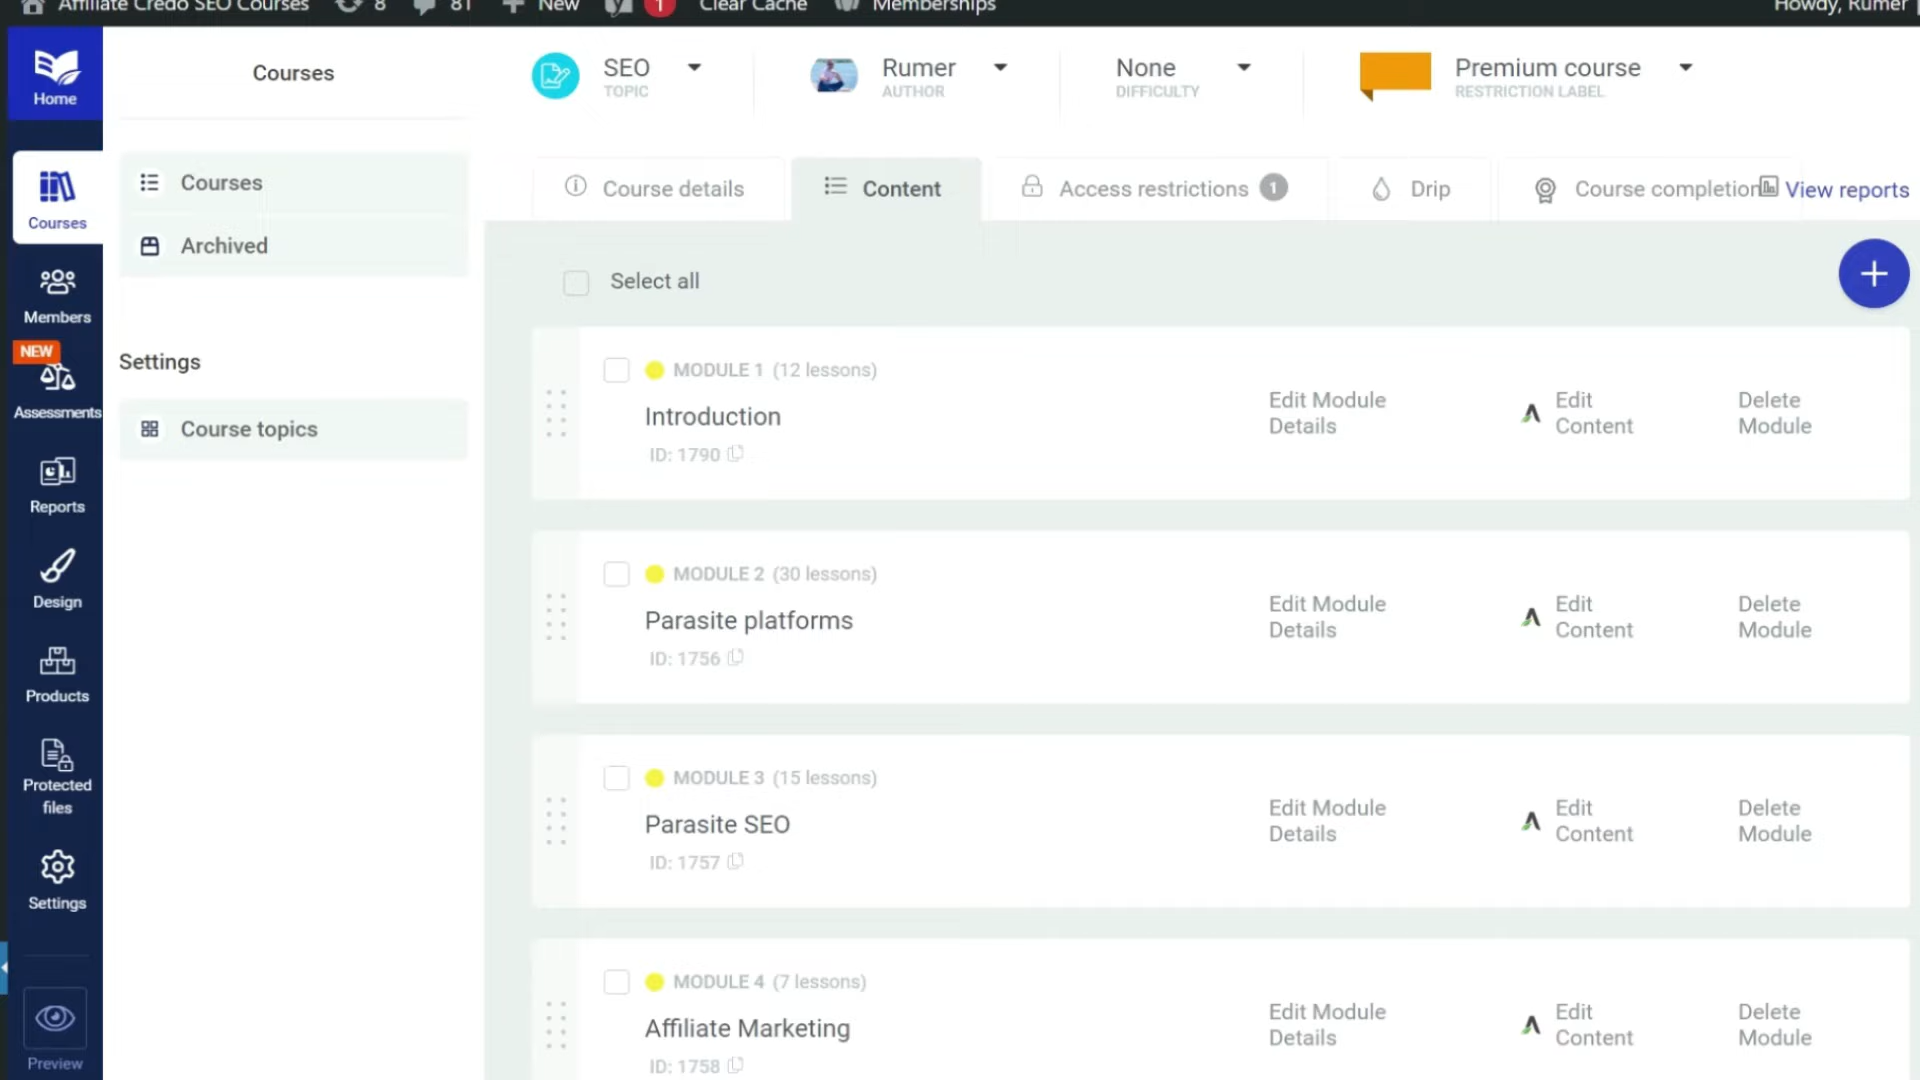 Affiliate Credo SEO Courses 8 81 New 1 Clear Cache Memberships Howdy, Rumer
Home
Courses
Members
NEW
Assessments
Reports
Design
Products
Protected
files
Settings
Preview
Courses
Courses
Archived
Settings
Course topics
SEO
TOPIC
Rumer
AUTHOR
None
DIFFICULTY
Premium course
RESTRICTION LABEL
Course details
Content
Access restrictions 1
Drip
Course completion
View reports
Select all
MODULE 1 (12 lessons)
Introduction
ID: 1790
Edit Module
Details
Edit
Content
Delete
Module
MODULE 2 (30 lessons)
Parasite platforms
ID: 1756
Edit Module
Details
Edit
Content
Delete
Module
MODULE 3 (15 lessons)
Parasite SEO
ID: 1757
Edit Module
Details
Edit
Content
Delete
Module
MODULE 4 (7 lessons)
Affiliate Marketing
ID: 1758
Edit Module
Details
Edit
Content
Delete
Module